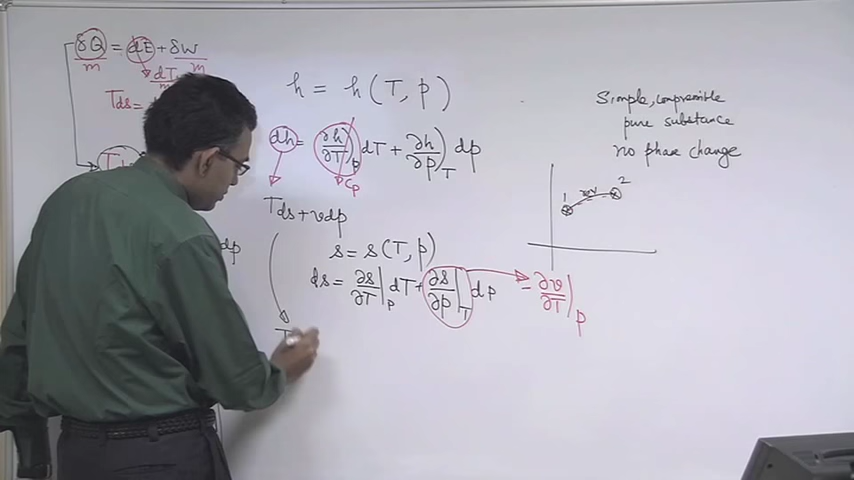 δQ/m = dE/m + δW/m
Tds =
h = h(T, p)
dh = ∂h/∂T)p dT + ∂h/∂p)T dp
cp
Tds + vdp
dp
s = s(T, p)
ds = ∂s/∂T|p dT + ∂s/∂p|T dp
- ∂v/∂T|p
T
Simple, compressible
pure substance
no phase change
1 rev 2